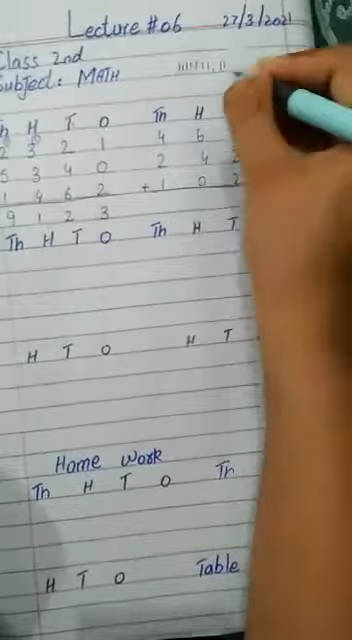 Lecture #06 27/3/2021
Class 2nd
Subject: MATH
Th H T O Th H
2 3 2 1 4 6
5 3 4 0 2 4 2
1 4 6 2 + 1 0 2
9 1 2 3
Th H T O Th H T
H T O H T
Home Work
Th H T O Th
H T O Table